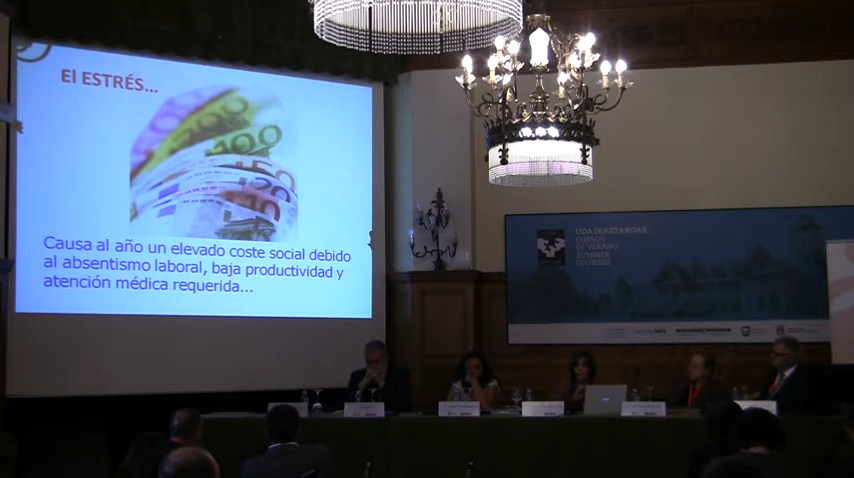 El ESTRÉS...
Causa al año un elevado coste social debido
al absentismo laboral, baja productividad y
atención médica requerida...
UDA IKASTAROAK
CURSOS
DE VERANO
SUMMER
COURSES